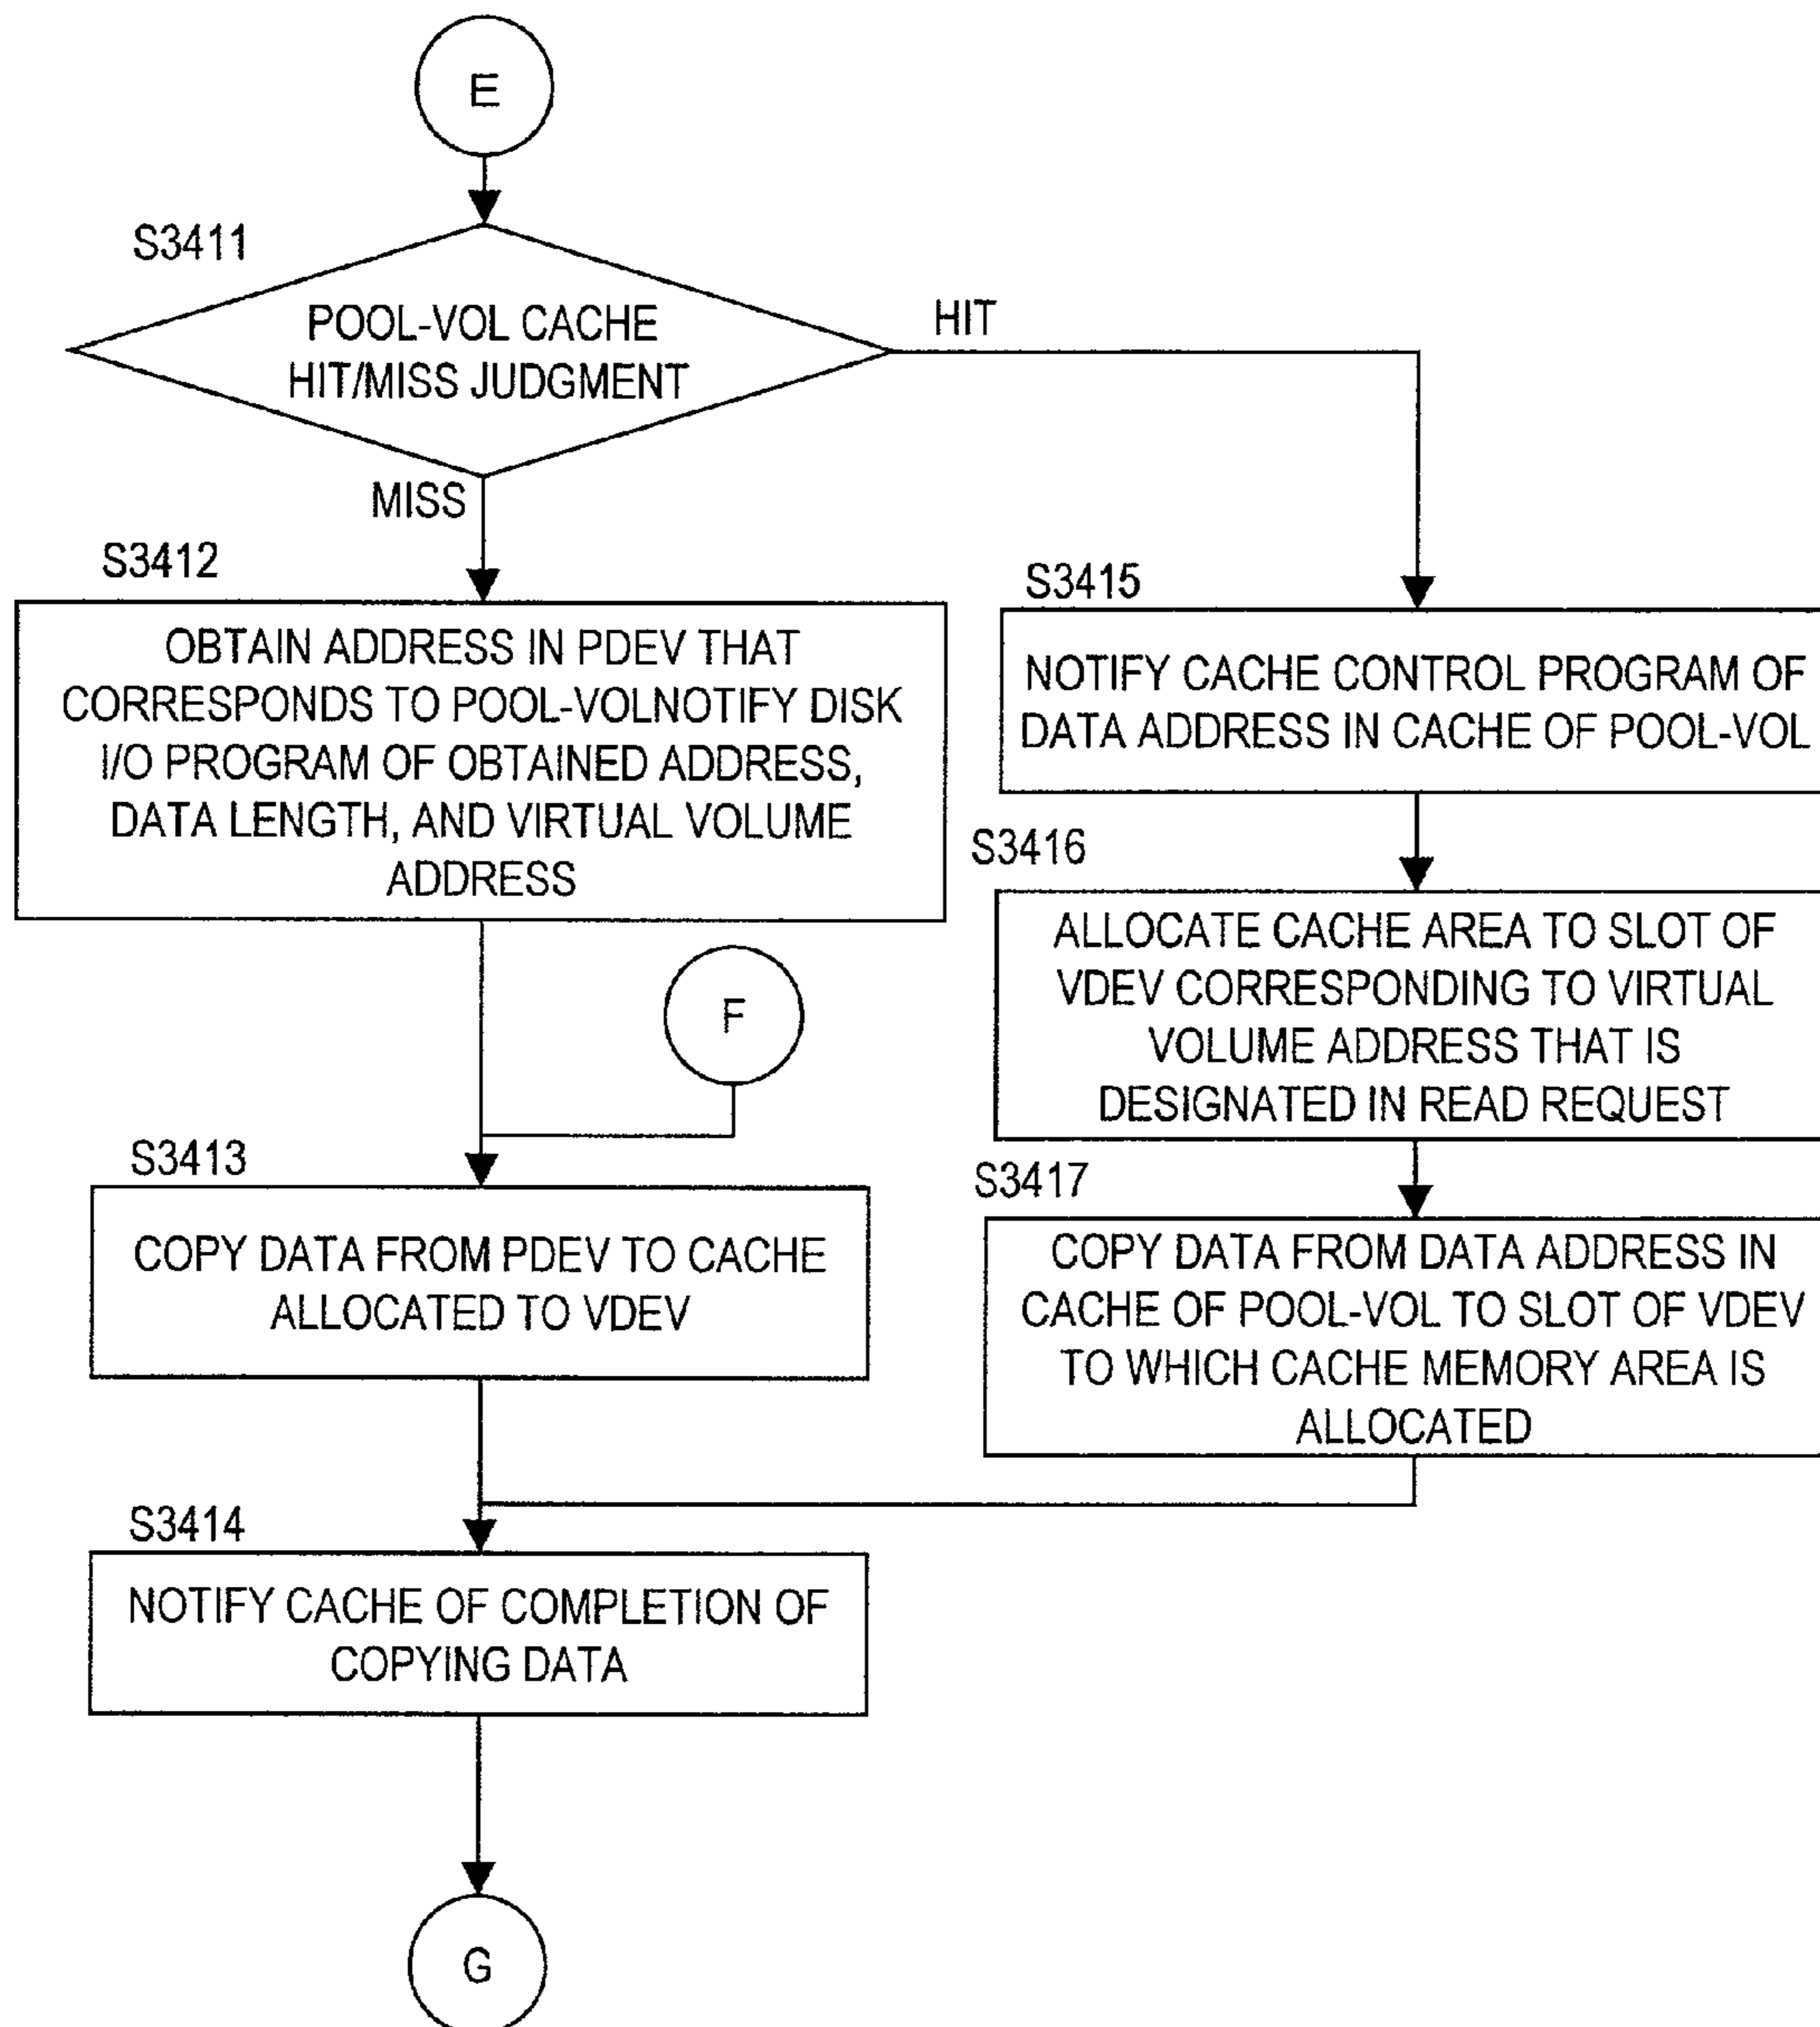 E
S3411
POOL-VOL CACHE
HIT/MISS JUDGMENT
HIT
MISS
S3412
OBTAIN ADDRESS IN PDEV THAT
CORRESPONDS TO POOL-VOLNOTIFY DISK
I/O PROGRAM OF OBTAINED ADDRESS,
DATA LENGTH, AND VIRTUAL VOLUME
ADDRESS
F
S3413
COPY DATA FROM PDEV TO CACHE
ALLOCATED TO VDEV
S3415
NOTIFY CACHE CONTROL PROGRAM OF
DATA ADDRESS IN CACHE OF POOL-VOL
S3416
ALLOCATE CACHE AREA TO SLOT OF
VDEV CORRESPONDING TO VIRTUAL
VOLUME ADDRESS THAT IS
DESIGNATED IN READ REQUEST
S3417
COPY DATA FROM DATA ADDRESS IN
CACHE OF POOL-VOL TO SLOT OF VDEV
TO WHICH CACHE MEMORY AREA IS
ALLOCATED
S3414
NOTIFY CACHE OF COMPLETION OF
COPYING DATA
G